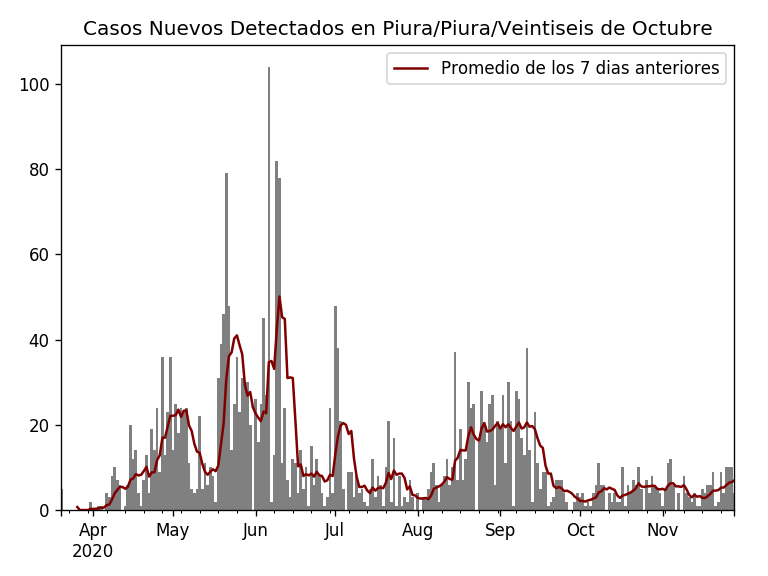 Casos Nuevos Detectados en Piura/Piura/Veintiseis de Octubre
Promedio de los 7 dias anteriores
100
80
60
40
20
0
Apr May Jun Jul Aug Sep Oct Nov
2020